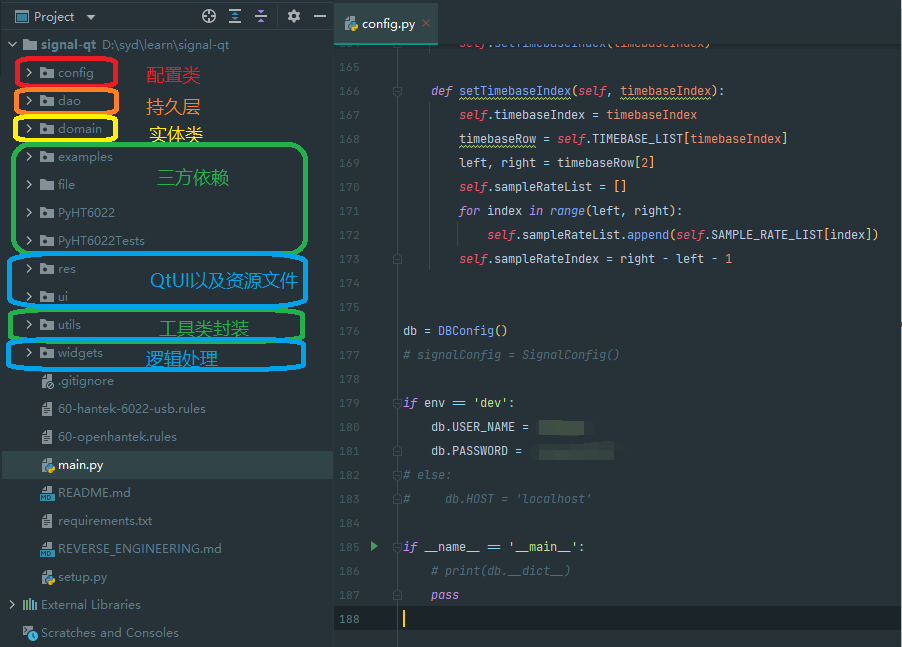 Project
config.py
signal-qt D:\syd\learn\signal-qt
config
配置类
dao
持久层
domain
实体类
examples
三方依赖
file
PyHT6022
PyHT6022Tests
res
QtUI以及资源文件
ui
utils
工具类封装
widgets
逻辑处理
.gitignore
60-hantek-6022-usb.rules
60-openhantek.rules
main.py
README.md
requirements.txt
REVERSE_ENGINEERING.md
setup.py
External Libraries
Scratches and Consoles
self.setTimebaseIndex(timebaseIndex)
165
166 def setTimebaseIndex(self, timebaseIndex):
167 self.timebaseIndex = timebaseIndex
168 timebaseRow = self.TIMEBASE_LIST[timebaseIndex]
169 left, right = timebaseRow[2]
170 self.sampleRateList = []
171 for index in range(left, right):
172 self.sampleRateList.append(self.SAMPLE_RATE_LIST[index])
173 self.sampleRateIndex = right - left - 1
174
175
176 db = DBConfig()
177 # signalConfig = SignalConfig()
178
179 if env == 'dev':
180 db.USER_NAME =
181 db.PASSWORD =
182 # else:
183 # db.HOST = 'localhost'
184
185 if __name__ == '__main__':
186 # print(db.__dict__)
187 pass
188